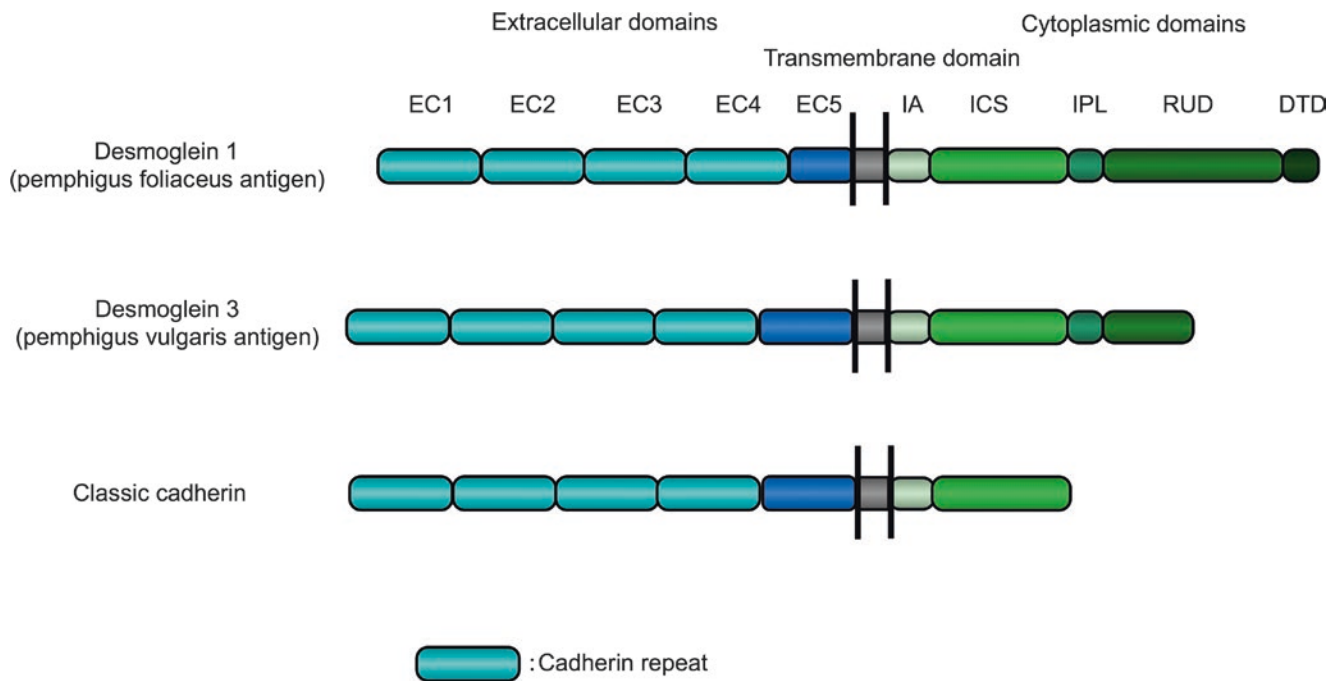 Extracellular domains
Cytoplasmic domains
Transmembrane domain
EC1 EC2 EC3 EC4 EC5 IA ICS IPL RUD DTD
Desmoglein 1
(pemphigus foliaceus antigen)
Desmoglein 3
(pemphigus vulgaris antigen)
Classic cadherin
: Cadherin repeat